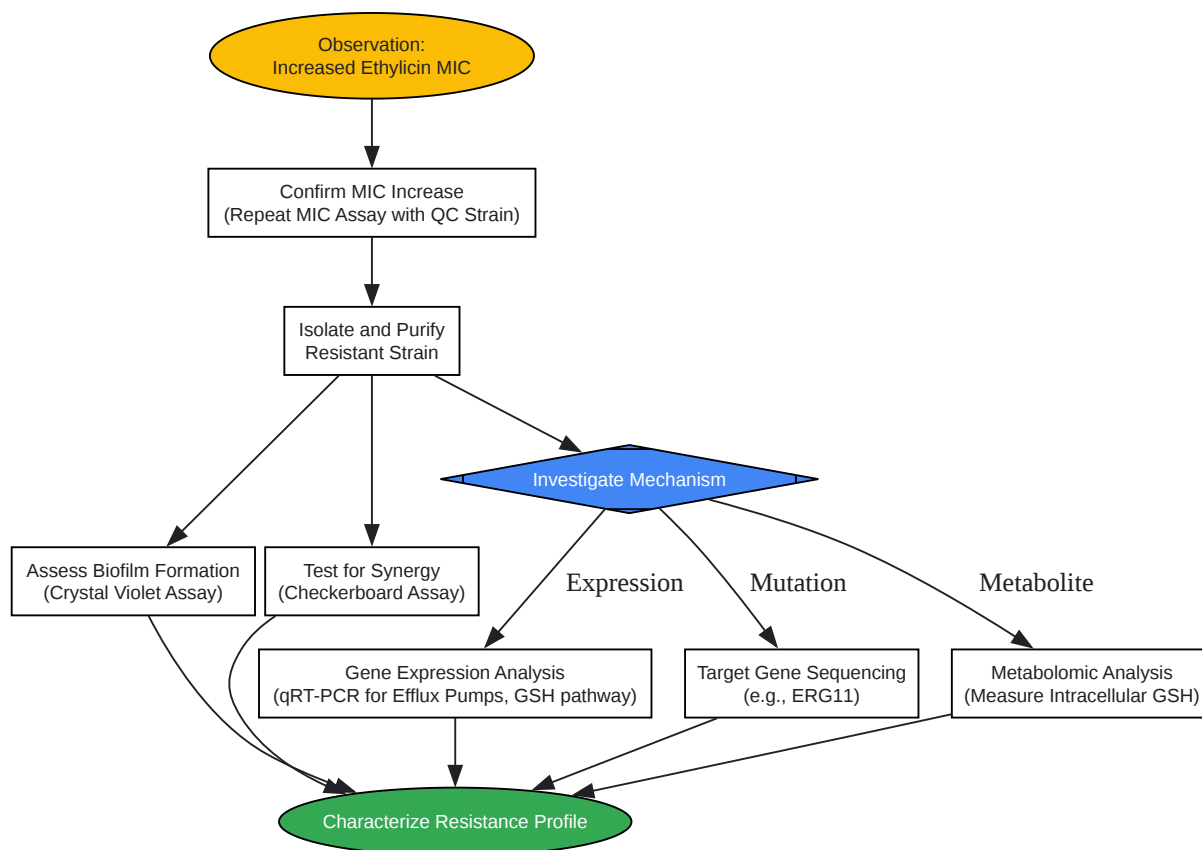 Observation:
Increased Ethylicin MIC
Confirm MIC Increase
(Repeat MIC Assay with QC Strain)
Isolate and Purify
Resistant Strain
Investigate Mechanism
Assess Biofilm Formation
(Crystal Violet Assay)
Test for Synergy
(Checkerboard Assay)
Expression
Mutation
Metabolite
Gene Expression Analysis
(qRT-PCR for Efflux Pumps, GSH pathway)
Target Gene Sequencing
(e.g., ERG11)
Metabolomic Analysis
(Measure Intracellular GSH)
Characterize Resistance Profile